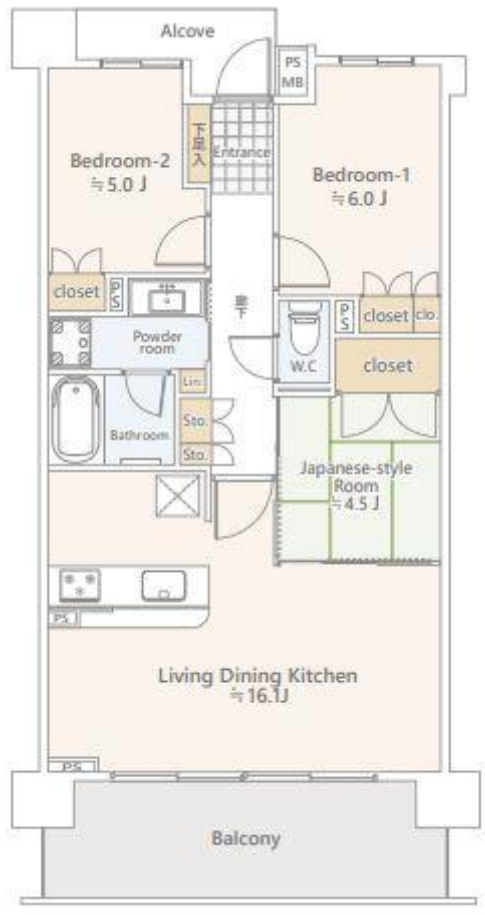 Alcove
PS
MB
下足入
Entrance
Bedroom-2
≒5.0 J
Bedroom-1
≒6.0 J
closet
PS
廊下
Powder
room
PS
closet
clo.
W.C
closet
Lin.
Sto.
Bathroom
Sto.
Japanese-style
Room
≒4.5 J
PS
Living Dining Kitchen
≒16.1J
PS
Balcony